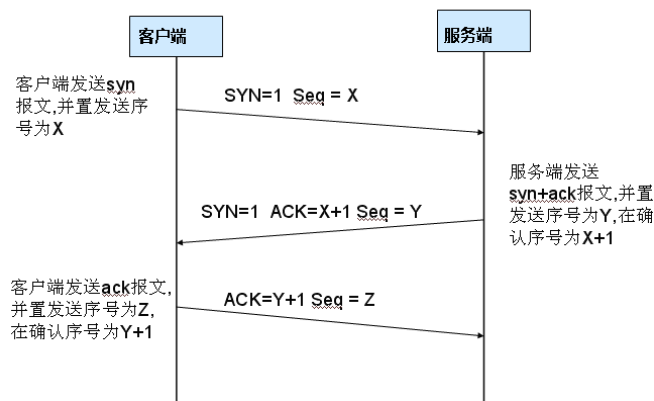 客户端
服务端
客户端发送syn
报文,并置发送序
号为X
SYN=1 Seq = X
服务端发送
syn+ack报文,并置
发送序号为Y,在确
认序号为X+1
SYN=1 ACK=X+1 Seq = Y
客户端发送ack报文,
并置发送序号为Z,
在确认序号为Y+1
ACK=Y+1 Seq = Z